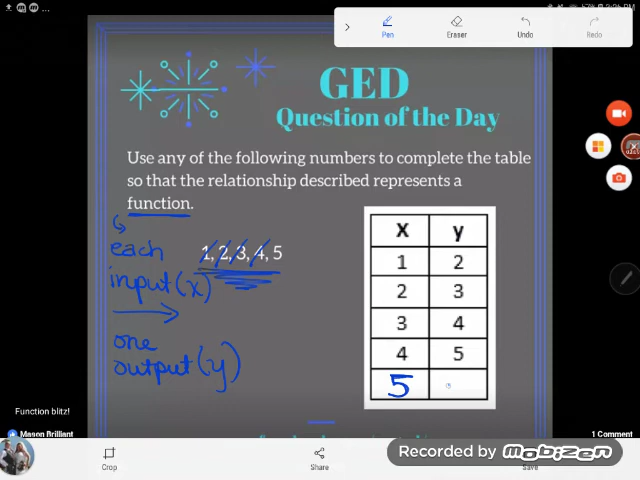 Pen
Eraser
Undo
Redo
GED
Question of the Day
Use any of the following numbers to complete the table
so that the relationship described represents a
function.
each
input (x)
one
output (y)
1, 2, 3, 4, 5
x y
1 2
2 3
3 4
4 5
5
Function blitz!
Mason Brilliant
1 Comment
Crop
Share
Save
Recorded by Mobizen